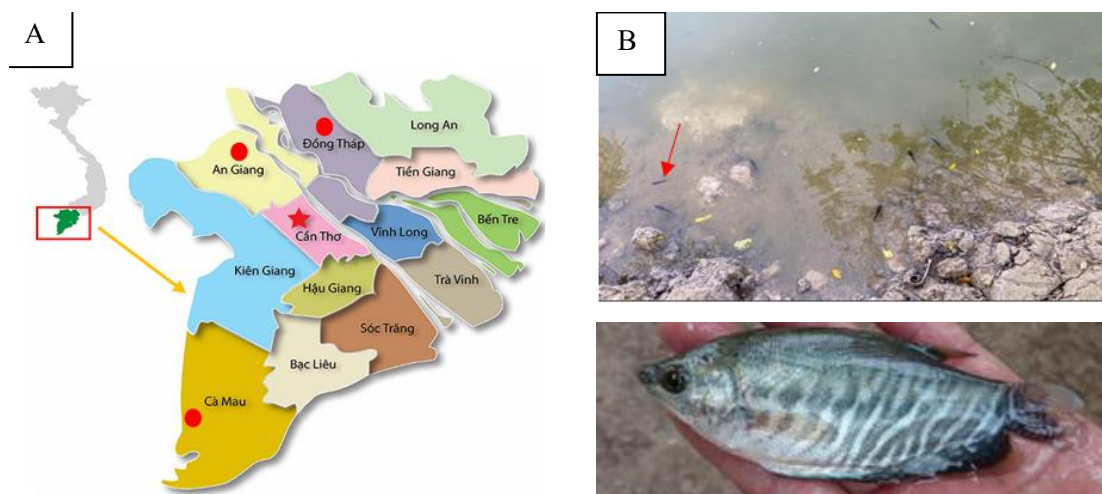 A
B
Long An
Đồng Tháp
An Giang
Tiền Giang
Bến Tre
Cần Thơ
Vĩnh Long
Kiên Giang
Trà Vinh
Hậu Giang
Sóc Trăng
Bạc Liêu
Cà Mau